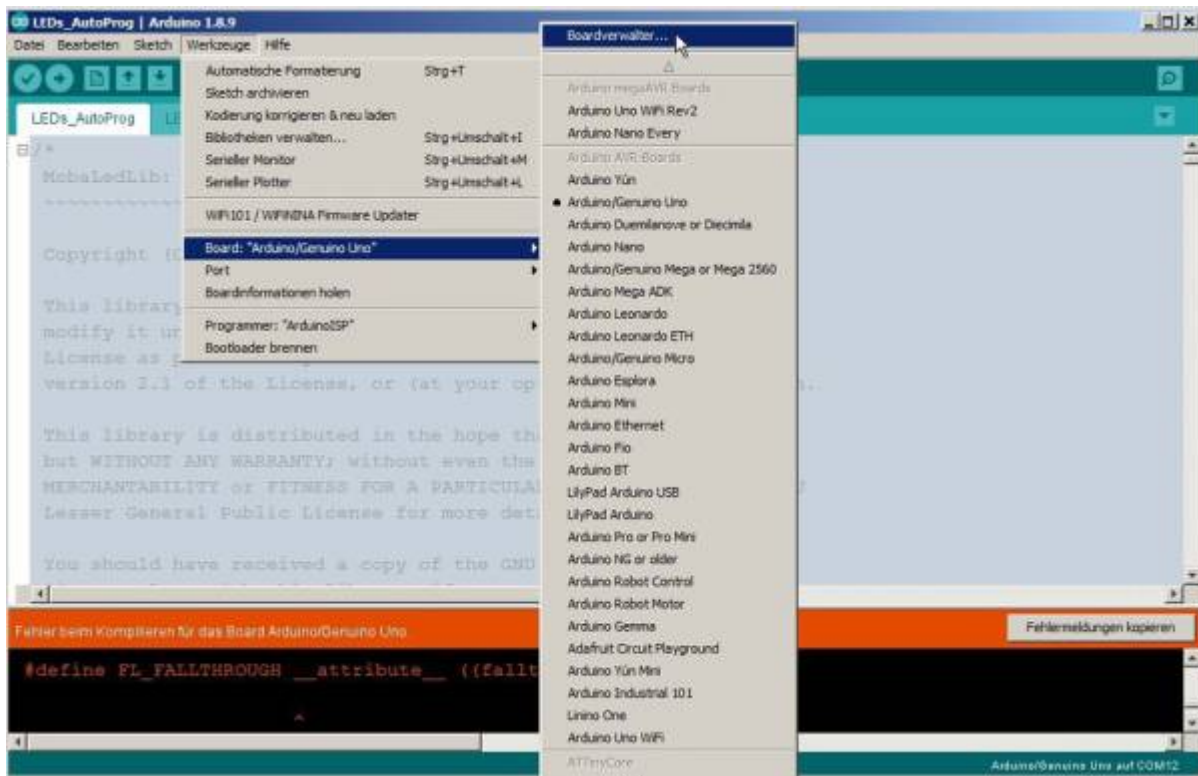 LEDs_AutoProg | Arduino 1.8.9
Datei Bearbeiten Sketch Werkzeuge Hilfe
LEDs_AutoProg
Automatische Formatierung Strg+T
Sketch archivieren
Kodierung korrigieren & neu laden
Bibliotheken verwalten... Strg+Umschalt+I
Serieller Monitor Strg+Umschalt+M
Serieller Plotter Strg+Umschalt+L
WiFi101 / WiFiNINA Firmware Updater
Board: "Arduino/Genuino Uno"
Port
Boardinformationen holen
Programmer: "ArduinoISP"
Bootloader brennen
Boardverwalter...
Arduino megaAVR Boards
Arduino Uno WiFi Rev2
Arduino Nano Every
Arduino AVR Boards
Arduino Yún
Arduino/Genuino Uno
Arduino Duemilanove or Diecimila
Arduino Nano
Arduino/Genuino Mega or Mega 2560
Arduino Mega ADK
Arduino Leonardo
Arduino Leonardo ETH
Arduino/Genuino Micro
Arduino Esplora
Arduino Mini
Arduino Ethernet
Arduino Fio
Arduino BT
LilyPad Arduino USB
LilyPad Arduino
Arduino Pro or Pro Mini
Arduino NG or older
Arduino Robot Control
Arduino Robot Motor
Arduino Gemma
Adafruit Circuit Playground
Arduino Yún Mini
Arduino Industrial 101
Linino One
Arduino Uno WiFi
ATTinyCore
/*
MobaLedLib:
~~~~~~~~~~~~
Copyright (C
This library
modify it un
License as
version 2.1 of the License, or (at your op
This library is distributed in the hope tha
but WITHOUT ANY WARRANTY; without even the
MERCHANTABILITY or FITNESS FOR A PARTICULA
Lesser General Public License for more det
You should have received a copy of the GNU
Fehler beim Kompilieren für das Board Arduino/Genuino Uno.
Fehlermeldungen kopieren
#define FL_FALLTHROUGH __attribute__ ((fallt
^
Arduino/Genuino Uno auf COM12